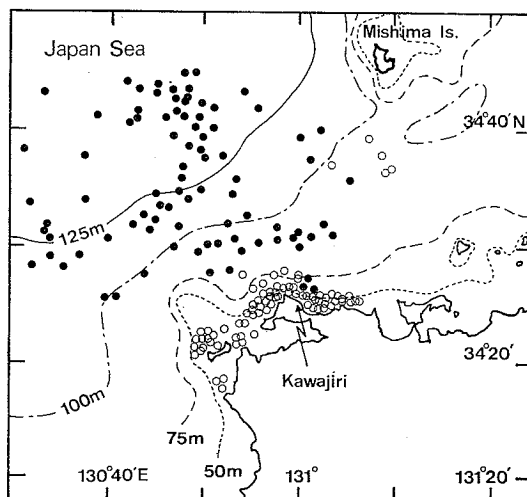 Mishima Is.
Japan Sea
34°40′N
125m
34°20′
Kawajiri
100m
75m
50m
130°40′E
131°
131°20′